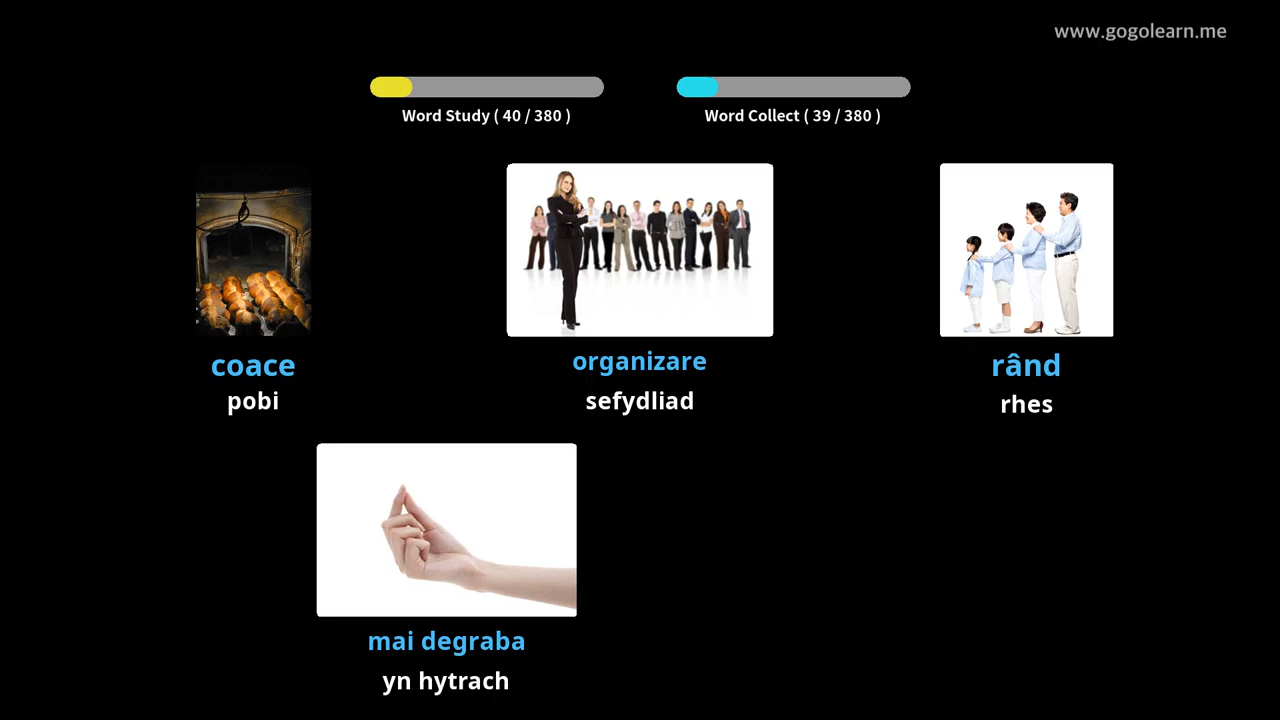 www.gogolearn.me
Word Study ( 40 / 380 )
Word Collect ( 39 / 380 )
coace
pobi
organizare
sefydliad
rând
rhes
mai degraba
yn hytrach